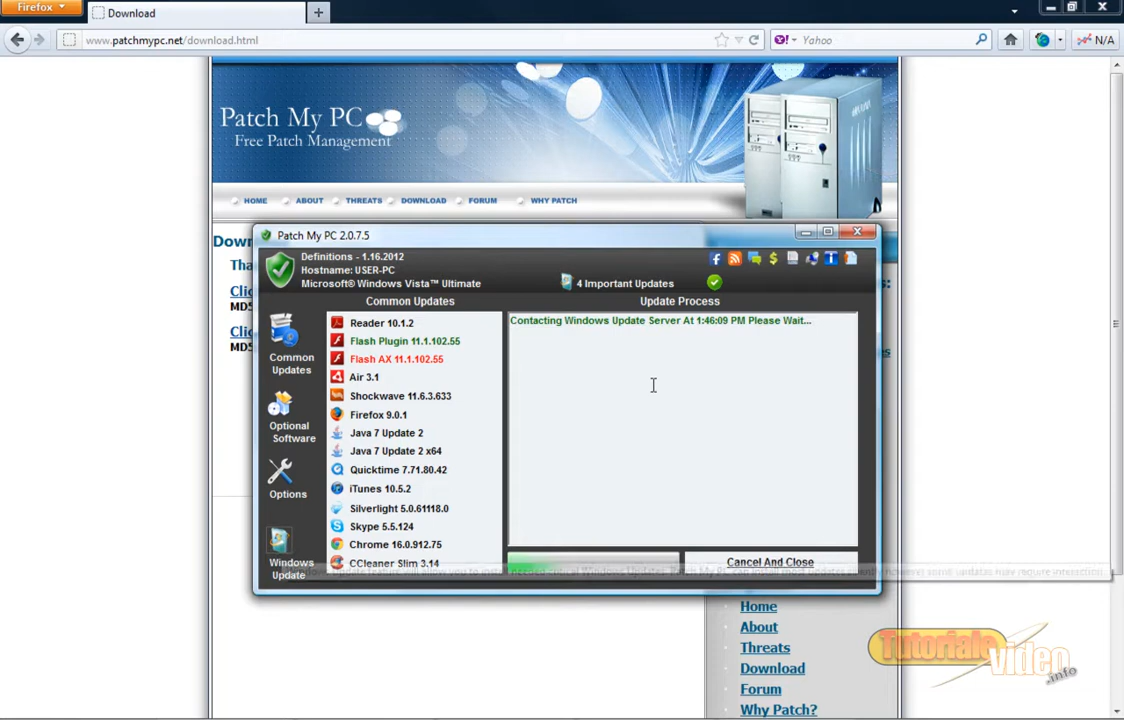 Firefox
Download
www.patchmypc.net/download.html
Yahoo
N/A
Patch My PC
Free Patch Management
HOME
ABOUT
THREATS
DOWNLOAD
FORUM
WHY PATCH
Patch My PC 2.0.7.5
Definitions - 1.16.2012
Hostname: USER-PC
Microsoft® Windows Vista™ Ultimate
4 Important Updates
Common Updates
Update Process
Common
Updates
Optional
Software
Options
Windows
Update
Reader 10.1.2
Flash Plugin 11.1.102.55
Flash AX 11.1.102.55
Air 3.1
Shockwave 11.6.3.633
Firefox 9.0.1
Java 7 Update 2
Java 7 Update 2 x64
Quicktime 7.71.80.42
iTunes 10.5.2
Silverlight 5.0.61118.0
Skype 5.5.124
Chrome 16.0.912.75
CCleaner Slim 3.14
Contacting Windows Update Server At 1:46:09 PM Please Wait...
Cancel And Close
Home
About
Threats
Download
Forum
Why Patch?
Tutoriale
Video
.info